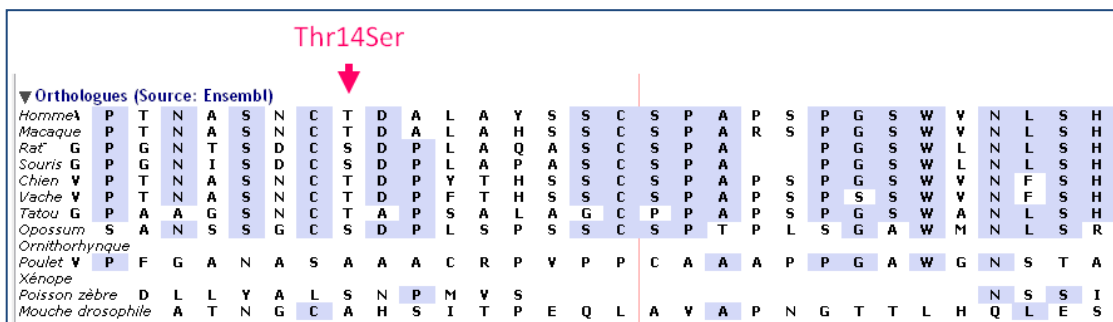 Thr14Ser
Orthologues (Source: Ensembl)
Homme V P T N A S N C T D A L A Y S S C S P A P S P G S W V N L S H
Macaque P T N A S N C T D A L A H S S C S P A R S P G S W V N L S H
Rat G P G N T S D C S D P L A Q A S C S P A P G S W L N L S H
Souris G P G N I S D C S D P L A P A S C S P A P G S W L N L S H
Chien V P T N A S N C T D P Y T H S S C S P A P S P G S W V N F S H
Vache V P T N A S N C T D P F T H S S C S P A P S P S S W V N F S H
Tatou G P A A G S N C T A P S A L A G C P P A P S P G S W A N L S H
Opossum S A N S S G C S D P L S P S S C S P T P L S G A W M N L S R
Ornithorhynque
Poulet V P F G A N A S A A A C R P V P P C A A A P P G A W G N S T A
Xénope
Poisson zèbre D L L Y A L S N P M V S N S S I
Mouche drosophile A T N G C A H S I T P E Q L A V A P N G T T L H Q L E S